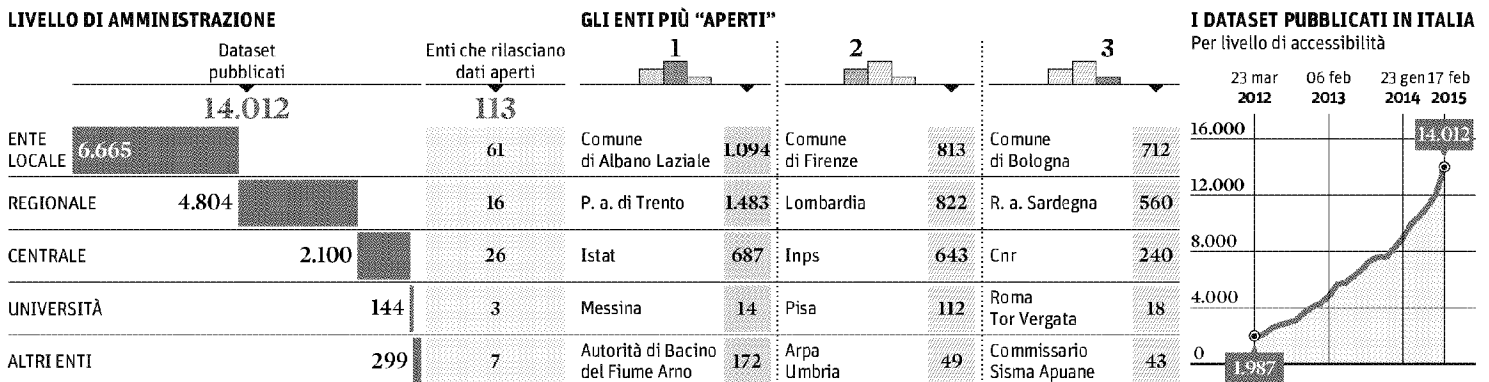 LIVELLO DI AMMINISTRAZIONE
Dataset
pubblicati
14.012
Enti che rilasciano
dati aperti
113
ENTE
LOCALE
6.665
61
REGIONALE
4.804
16
CENTRALE
2.100
26
UNIVERSITÀ
144
3
ALTRI ENTI
299
7
GLI ENTI PIÙ “APERTI”
1
2
3
Comune
di Albano Laziale
1.094
Comune
di Firenze
813
Comune
di Bologna
712
P. a. di Trento
1.483
Lombardia
822
R. a. Sardegna
560
Istat
687
Inps
643
Cnr
240
Messina
14
Pisa
112
Roma
Tor Vergata
18
Autorità di Bacino
del Fiume Arno
172
Arpa
Umbria
49
Commissario
Sisma Apuane
43
I DATASET PUBBLICATI IN ITALIA
Per livello di accessibilità
23 mar
2012
06 feb
2013
23 gen
2014
17 feb
2015
16.000
14.012
12.000
8.000
4.000
0
1.987